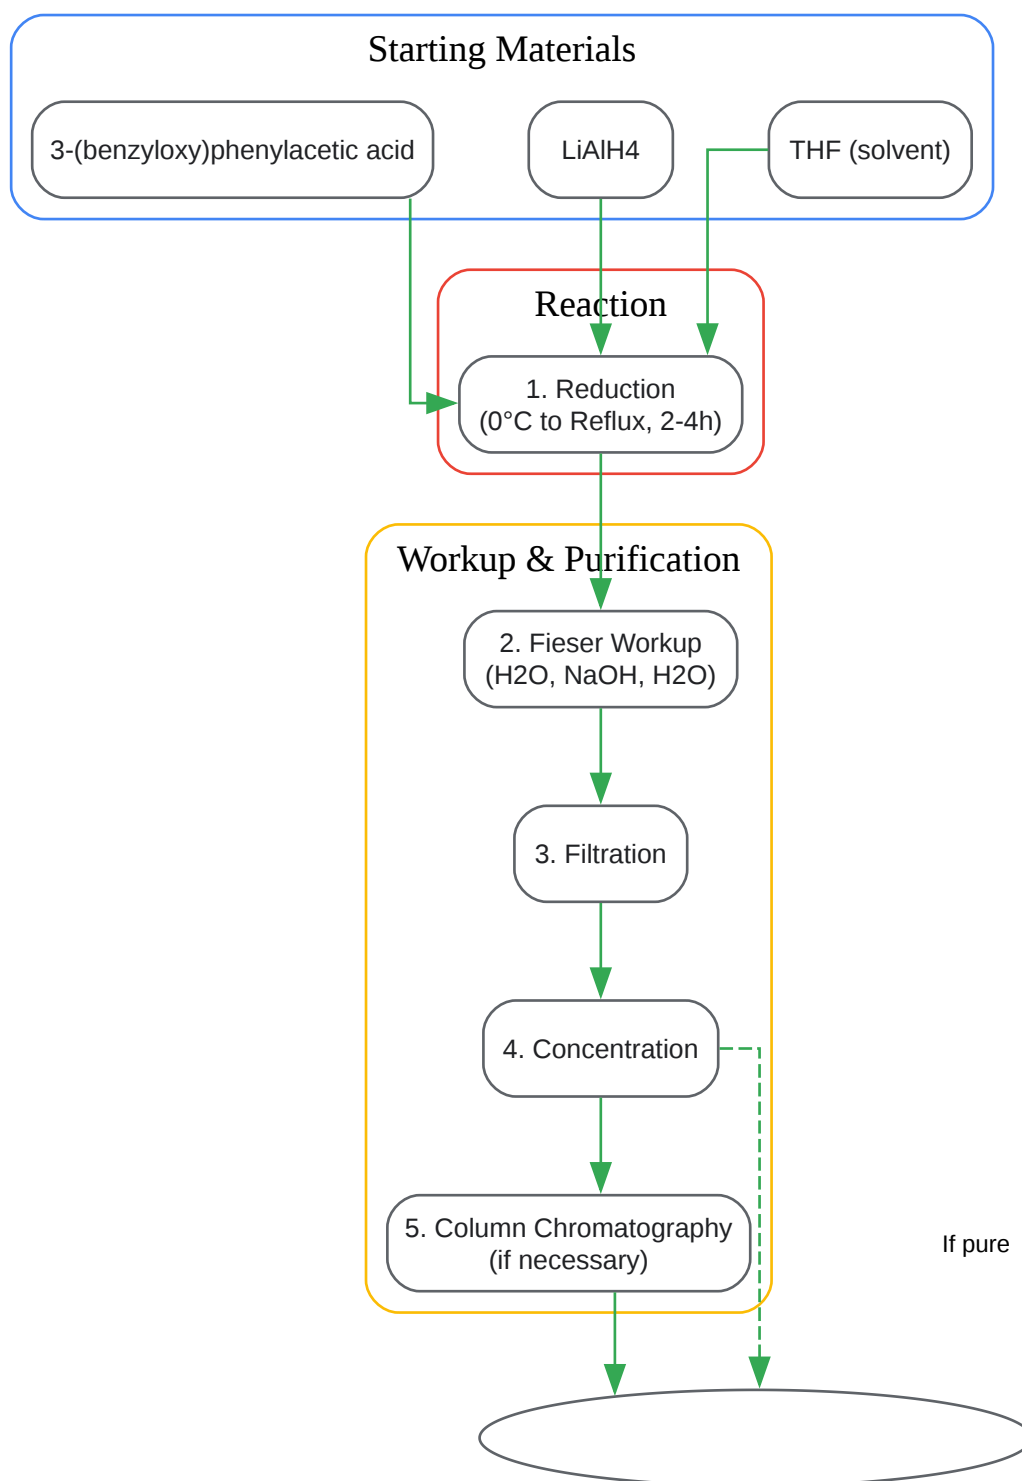 Starting Materials
3-(benzyloxy)phenylacetic acid
LiAlH4
THF (solvent)
Reaction
1. Reduction
(0°C to Reflux, 2-4h)
Workup & Purification
2. Fieser Workup
(H2O, NaOH, H2O)
3. Filtration
4. Concentration
5. Column Chromatography
(if necessary)
If pure